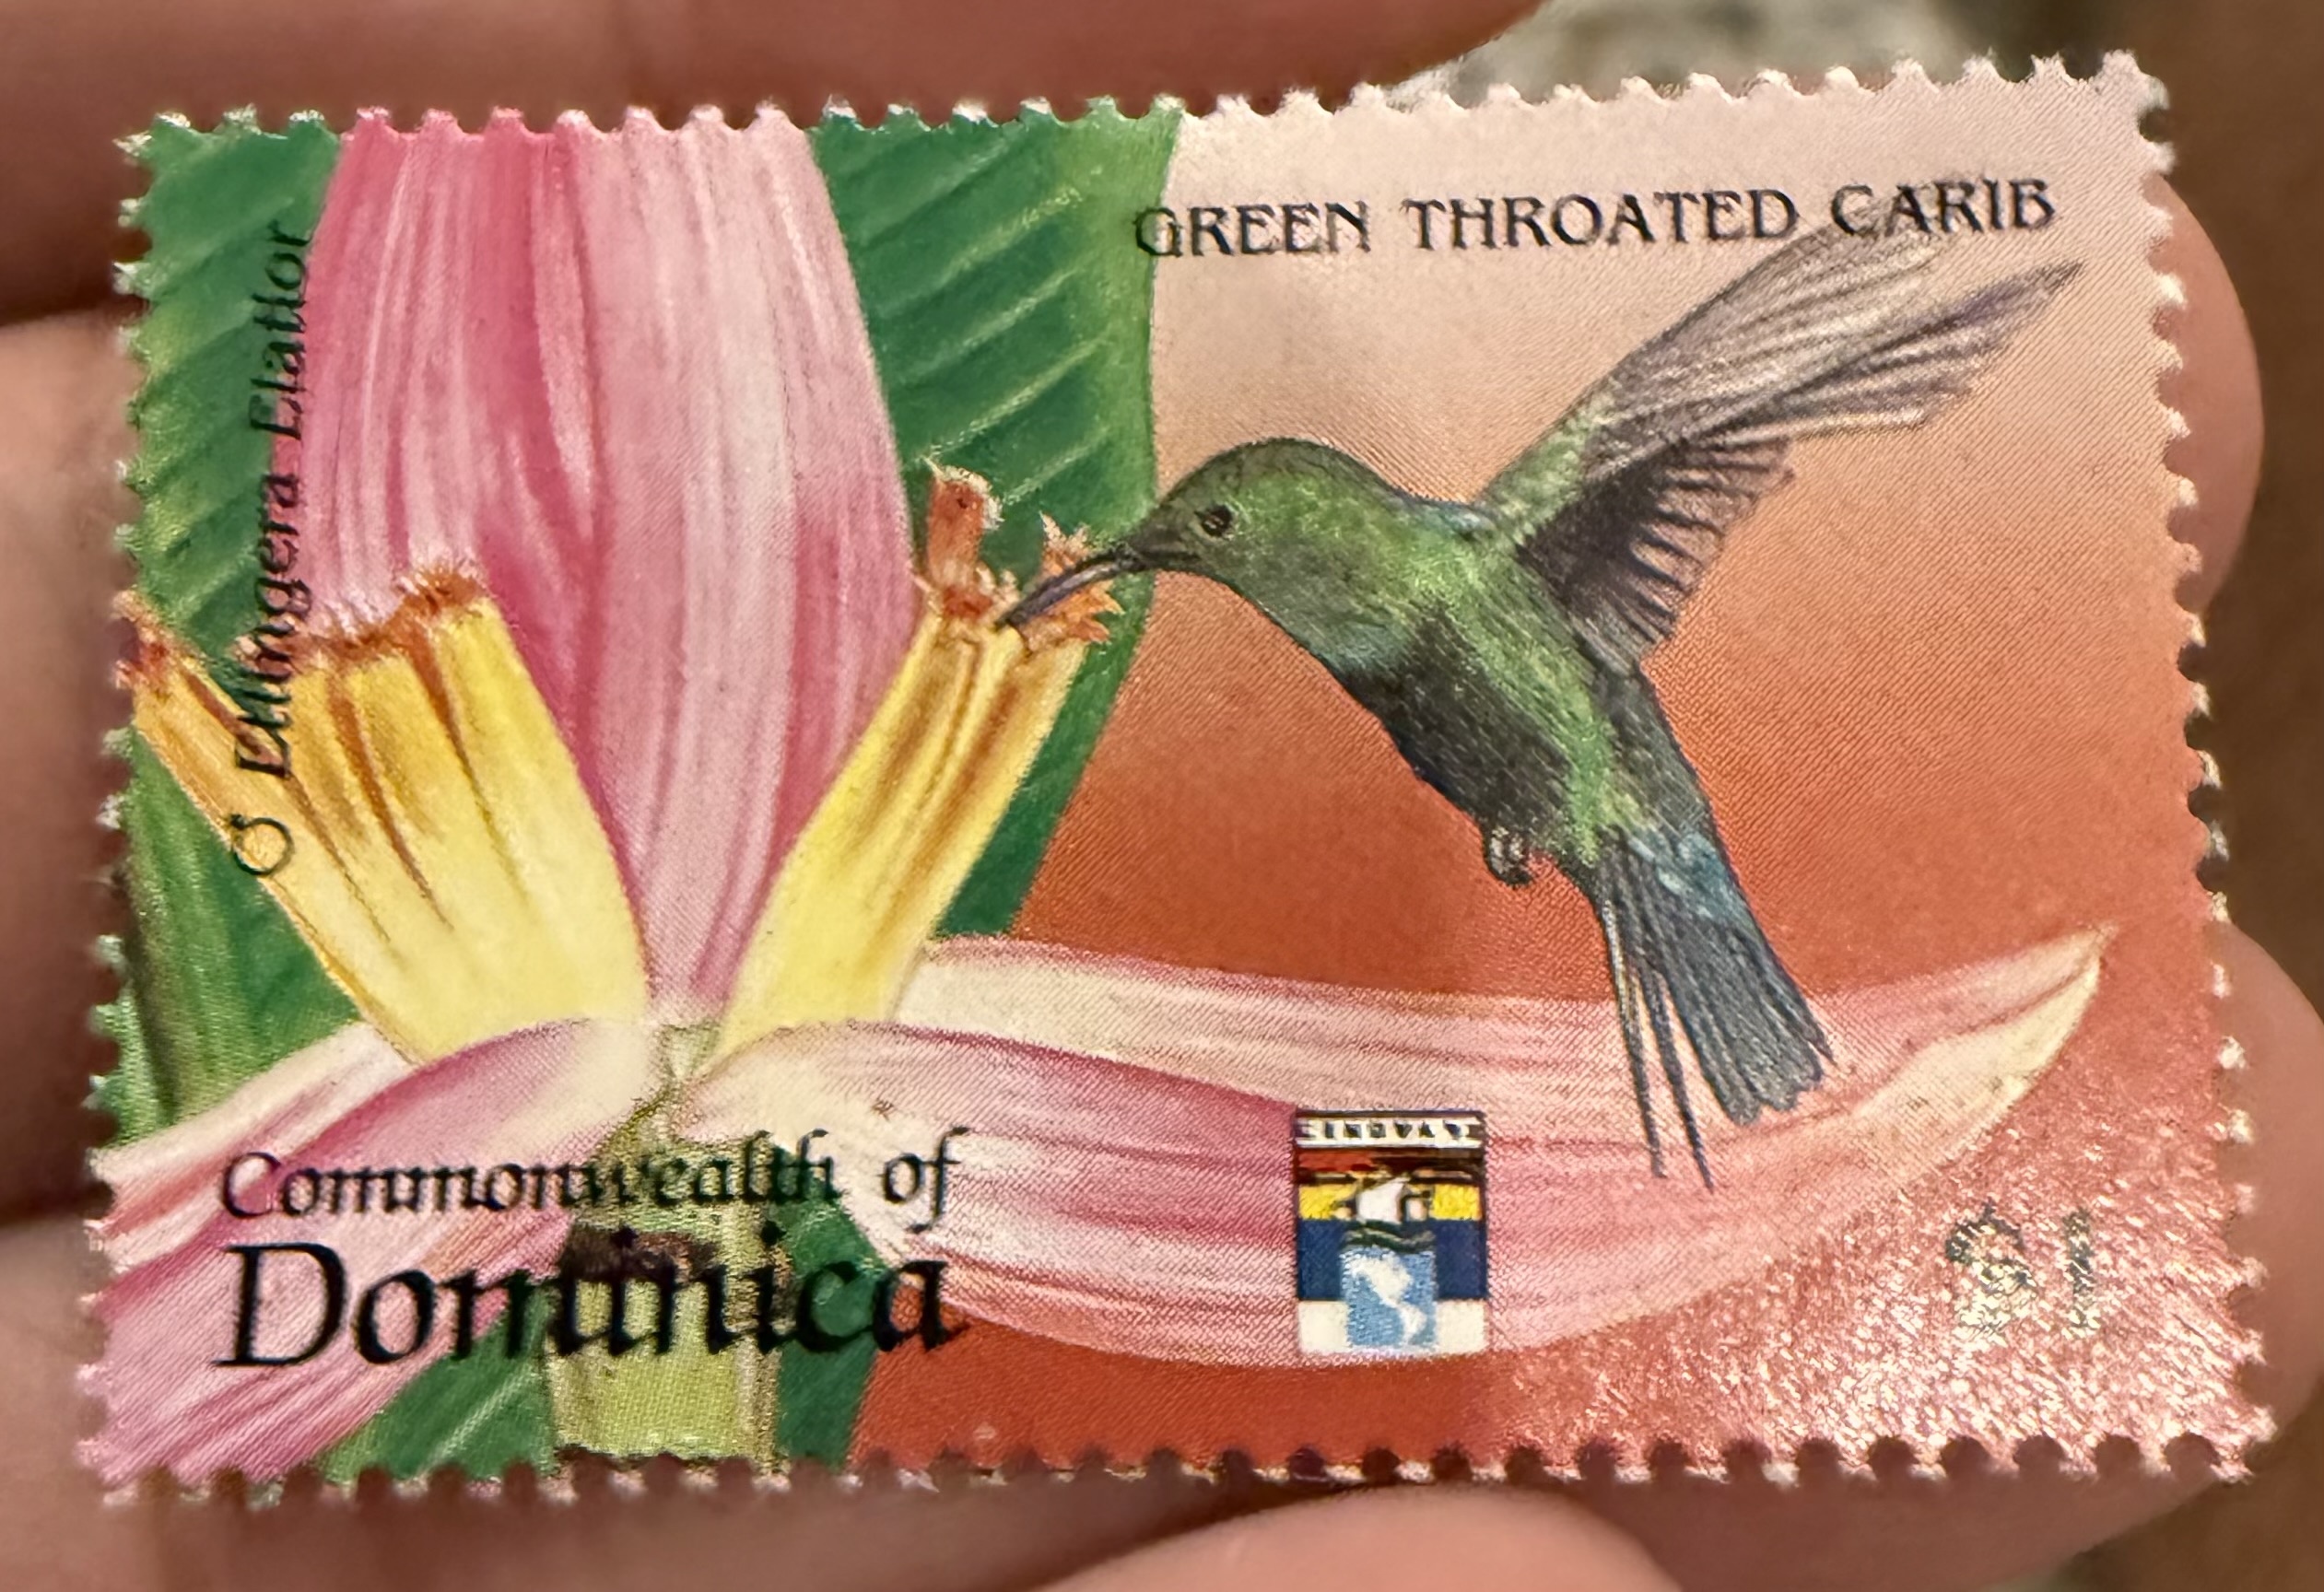 GREEN THROATED CARIB
Etlingera Elatior
Commonwealth of
Dominica
$1